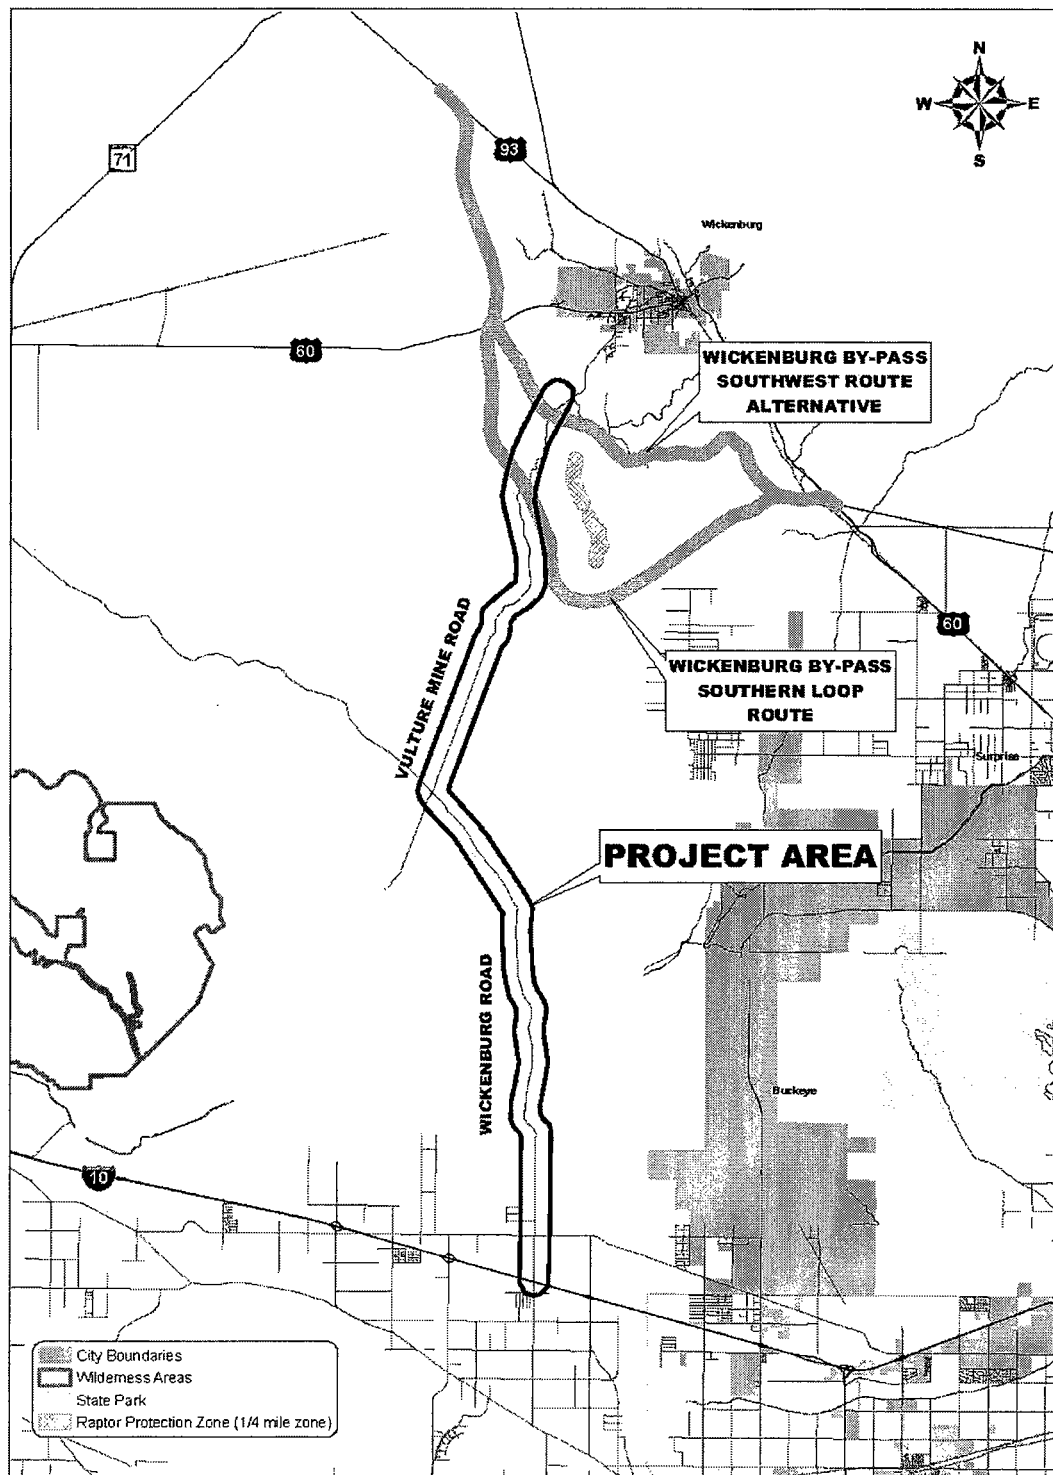 N
W E
S
71
93
Wickenburg
60
WICKENBURG BY-PASS
SOUTHWEST ROUTE
ALTERNATIVE
60
WICKENBURG BY-PASS
SOUTHERN LOOP
ROUTE
VULTURE MINE ROAD
Surprise
PROJECT AREA
WICKENBURG ROAD
Buckeye
10
City Boundaries
Wilderness Areas
State Park
Raptor Protection Zone (1/4 mile zone)